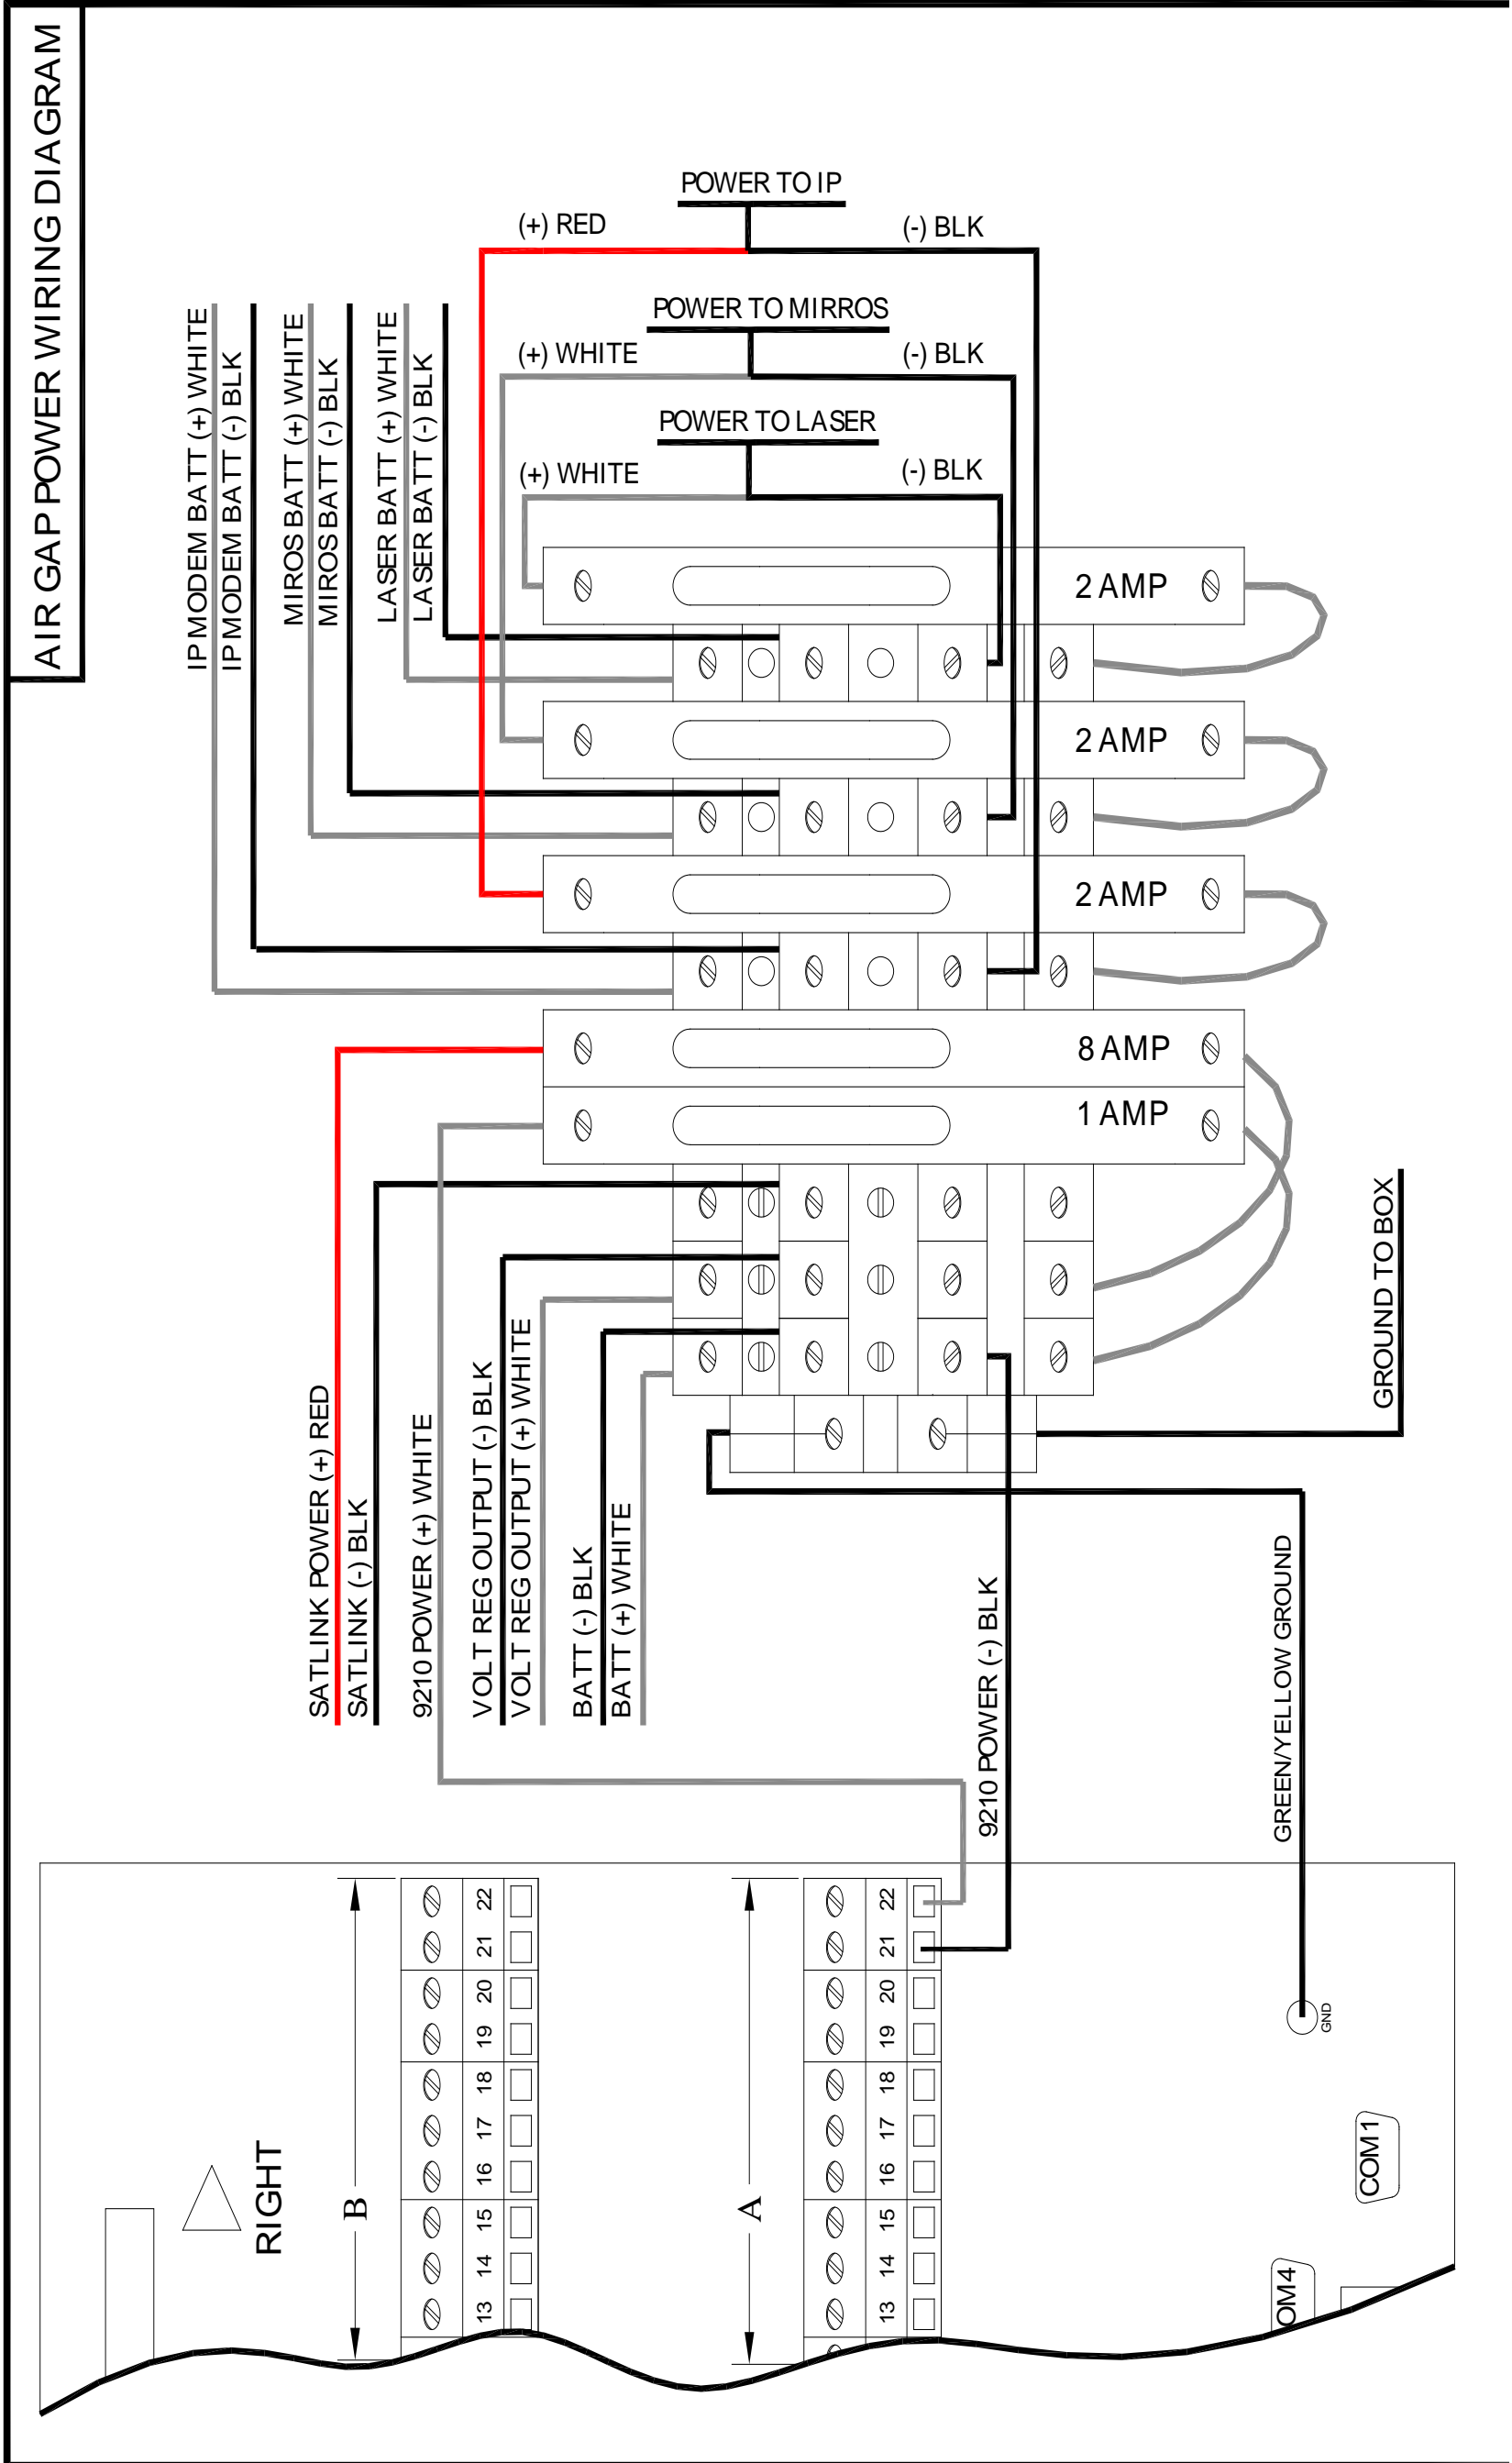 AIR GAP POWER WIRING DIAGRAM
POWER TO IP
(+) RED
(-) BLK
POWER TO MIRROS
(+) WHITE
(-) BLK
POWER TO LASER
(+) WHITE
(-) BLK
IP MODEM BATT (+) WHITE
IP MODEM BATT (-) BLK
MIROS BATT (+) WHITE
MIROS BATT (-) BLK
LASER BATT (+) WHITE
LASER BATT (-) BLK
2 AMP
2 AMP
2 AMP
8 AMP
1 AMP
GROUND TO BOX
SATLINK POWER (+) RED
SATLINK (-) BLK
9210 POWER (+) WHITE
VOLT REG OUTPUT (-) BLK
VOLT REG OUTPUT (+) WHITE
BATT (-) BLK
BATT (+) WHITE
9210 POWER (-) BLK
GREEN/YELLOW GROUND
RIGHT
B
13 14 15 16 17 18 19 20 21 22
A
13 14 15 16 17 18 19 20 21 22
GND
COM1
OM4